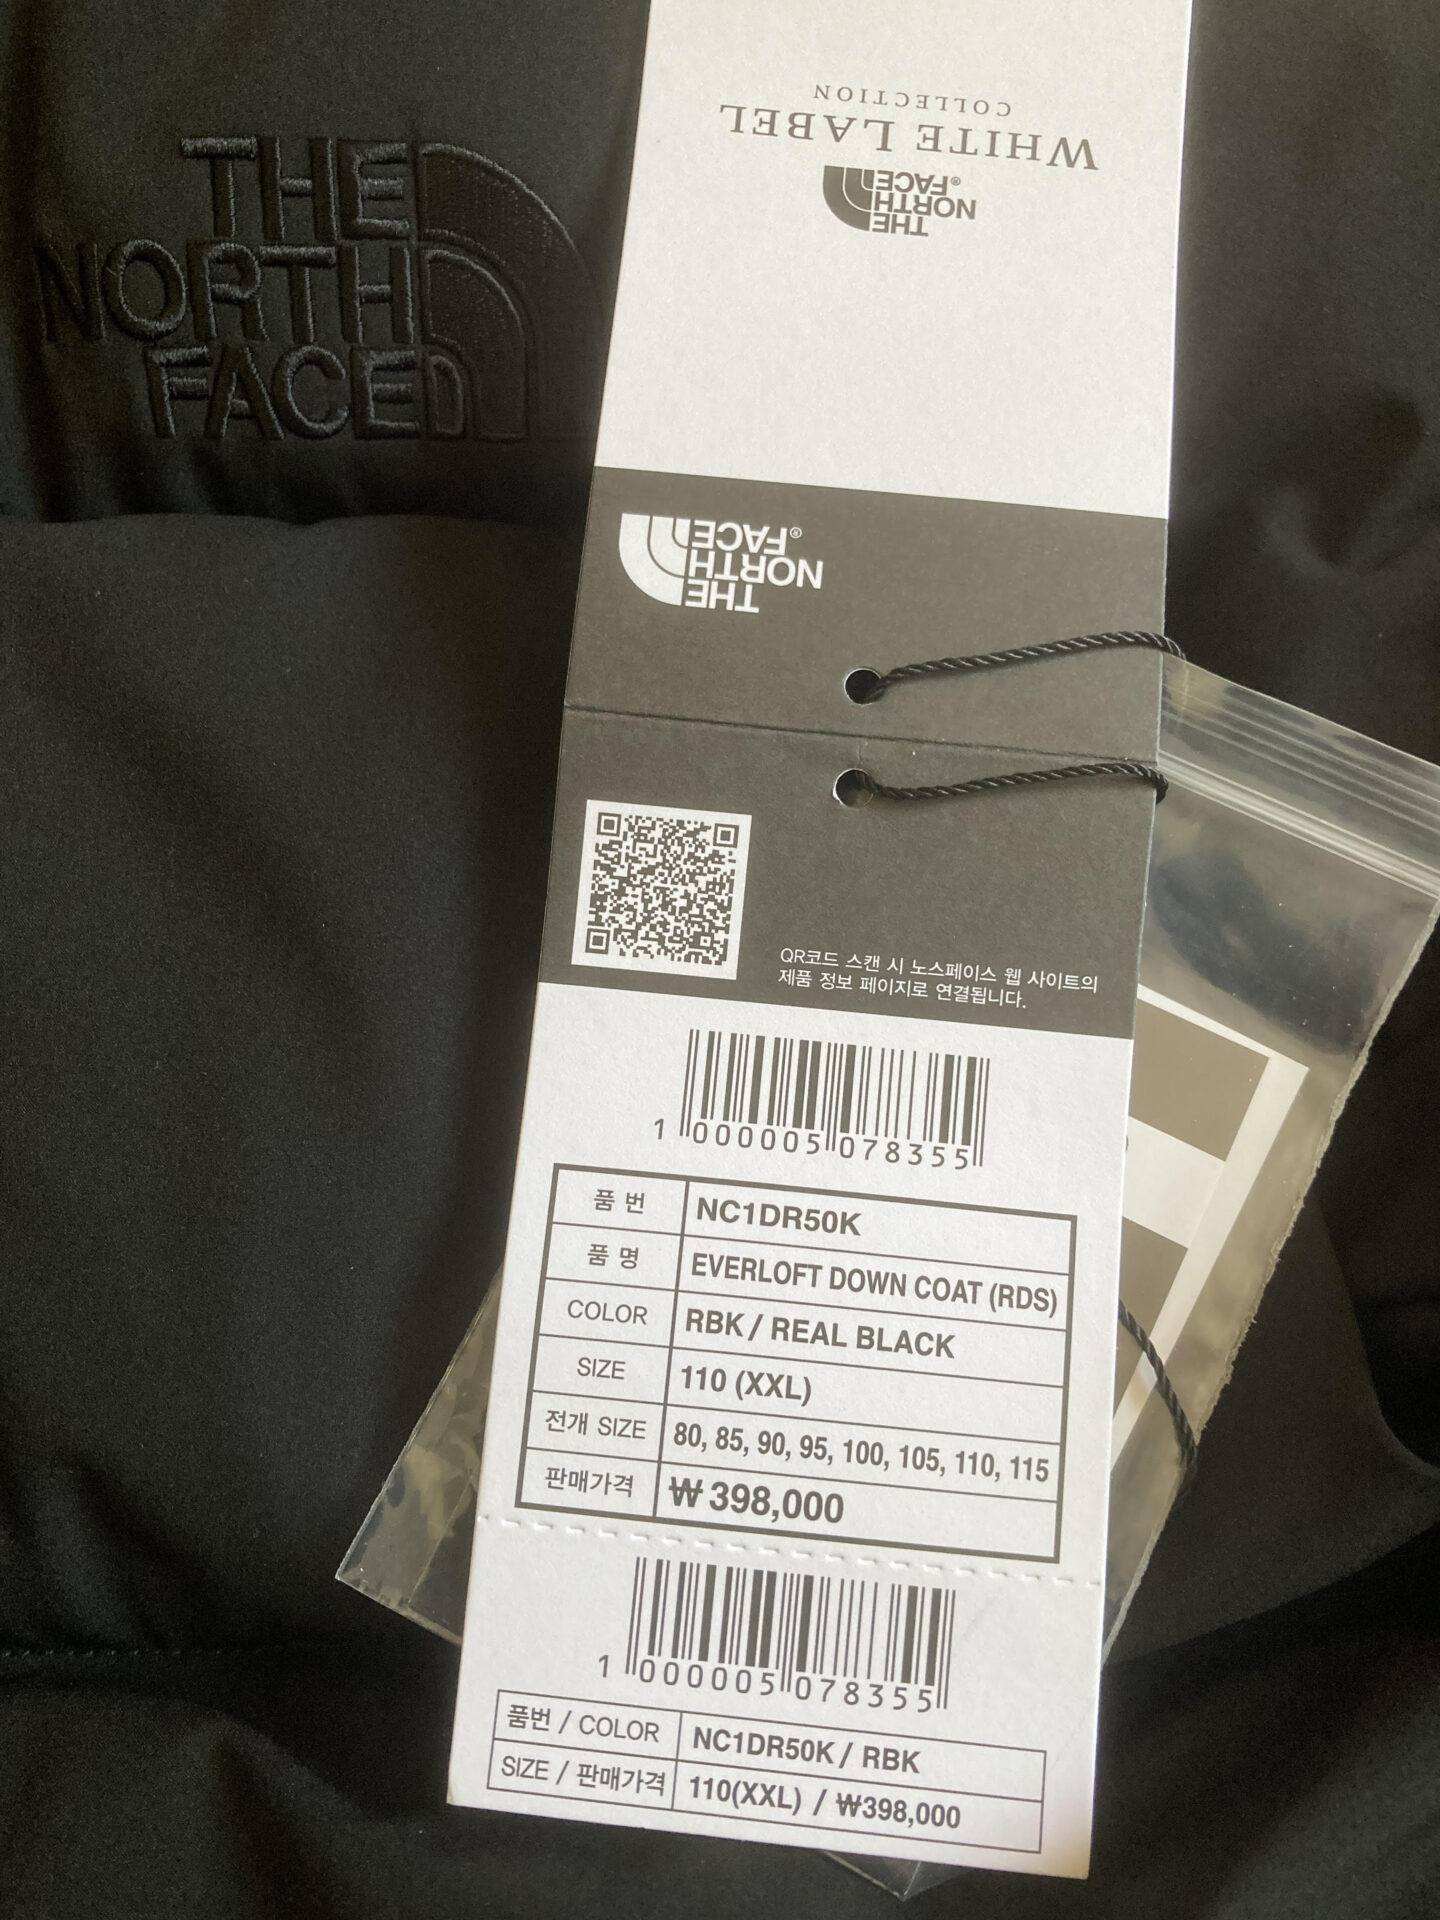 THE
NORTH
FACE
WHITE LABEL
COLLECTION
THE
NORTH
FACE®
THE
NORTH
FACE®
QR코드 스캔 시 노스페이스 웹 사이트의
제품 정보 페이지로 연결됩니다.
1 000005 078355
품 번 NC1DR50K
품 명 EVERLOFT DOWN COAT (RDS)
COLOR RBK / REAL BLACK
SIZE 110 (XXL)
전개 SIZE 80, 85, 90, 95, 100, 105, 110, 115
판매가격 ₩398,000
1 000005 078355
품번 / COLOR NC1DR50K / RBK
SIZE / 판매가격 110(XXL) / ₩398,000